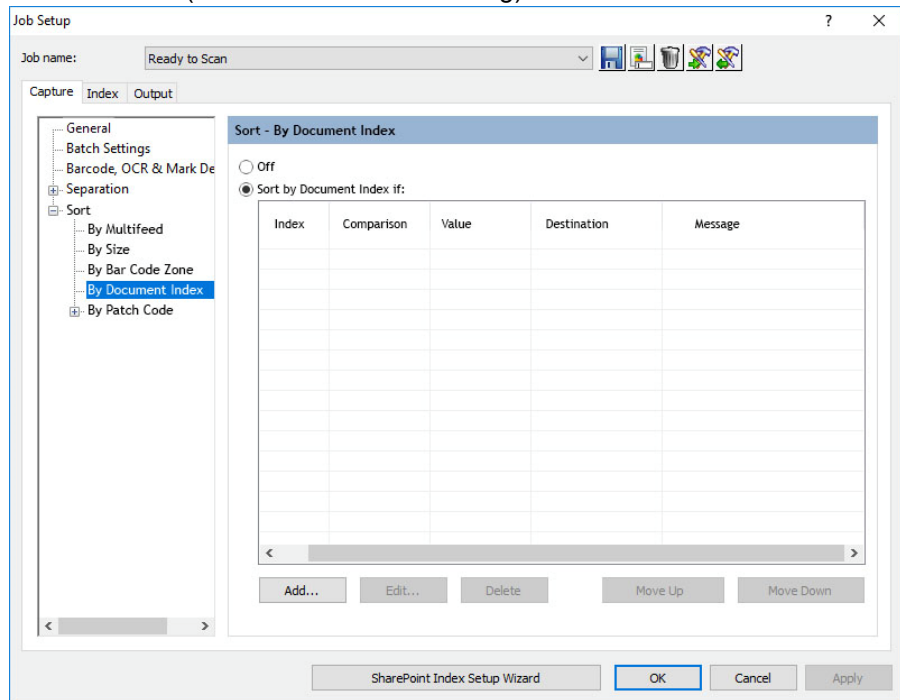 Job Setup ?
Job name: Ready to Scan
Capture Index Output
General
Batch Settings
Barcode, OCR & Mark De
Separation
Sort
By Multifeed
By Size
By Bar Code Zone
By Document Index
By Patch Code
Sort - By Document Index
Off
Sort by Document Index if:
Index Comparison Value Destination Message
Add... Edit... Delete Move Up Move Down
SharePoint Index Setup Wizard OK Cancel Apply